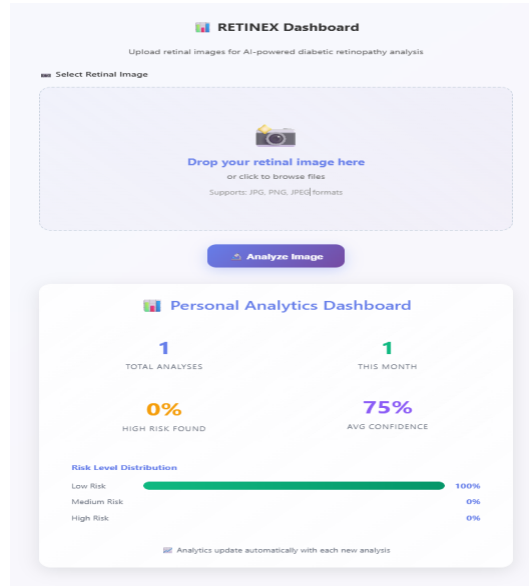 RETINEX Dashboard
Upload retinal images for AI-powered diabetic retinopathy analysis
Select Retinal Image
Drop your retinal image here
or click to browse files
Supports: JPG, PNG, JPEG formats
Analyze Image
Personal Analytics Dashboard
1 1
TOTAL ANALYSES THIS MONTH
0% 75%
HIGH RISK FOUND AVG CONFIDENCE
Risk Level Distribution
Low Risk 100%
Medium Risk 0%
High Risk 0%
Analytics update automatically with each new analysis